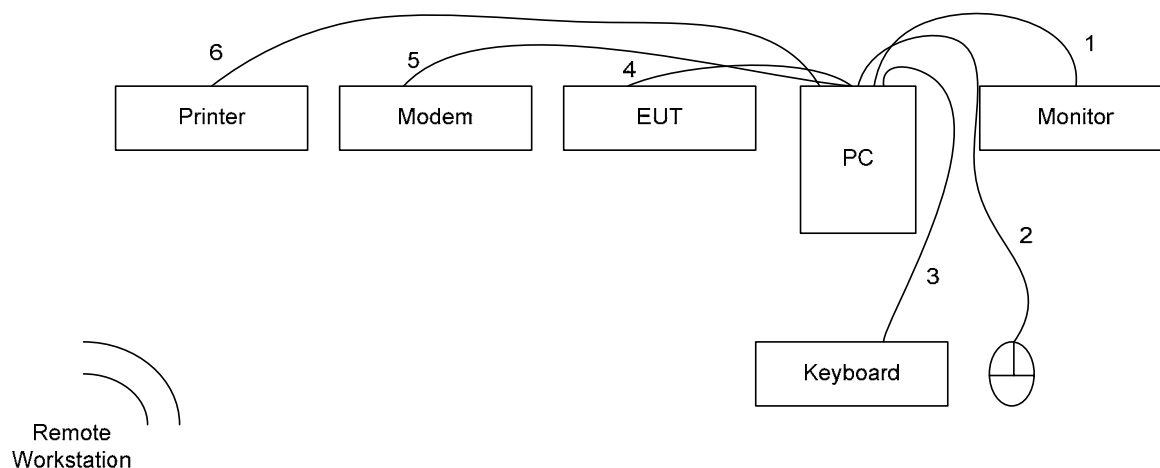 6
5
4
1
Printer
Modem
EUT
PC
Monitor
2
3
Keyboard
Remote
Workstation